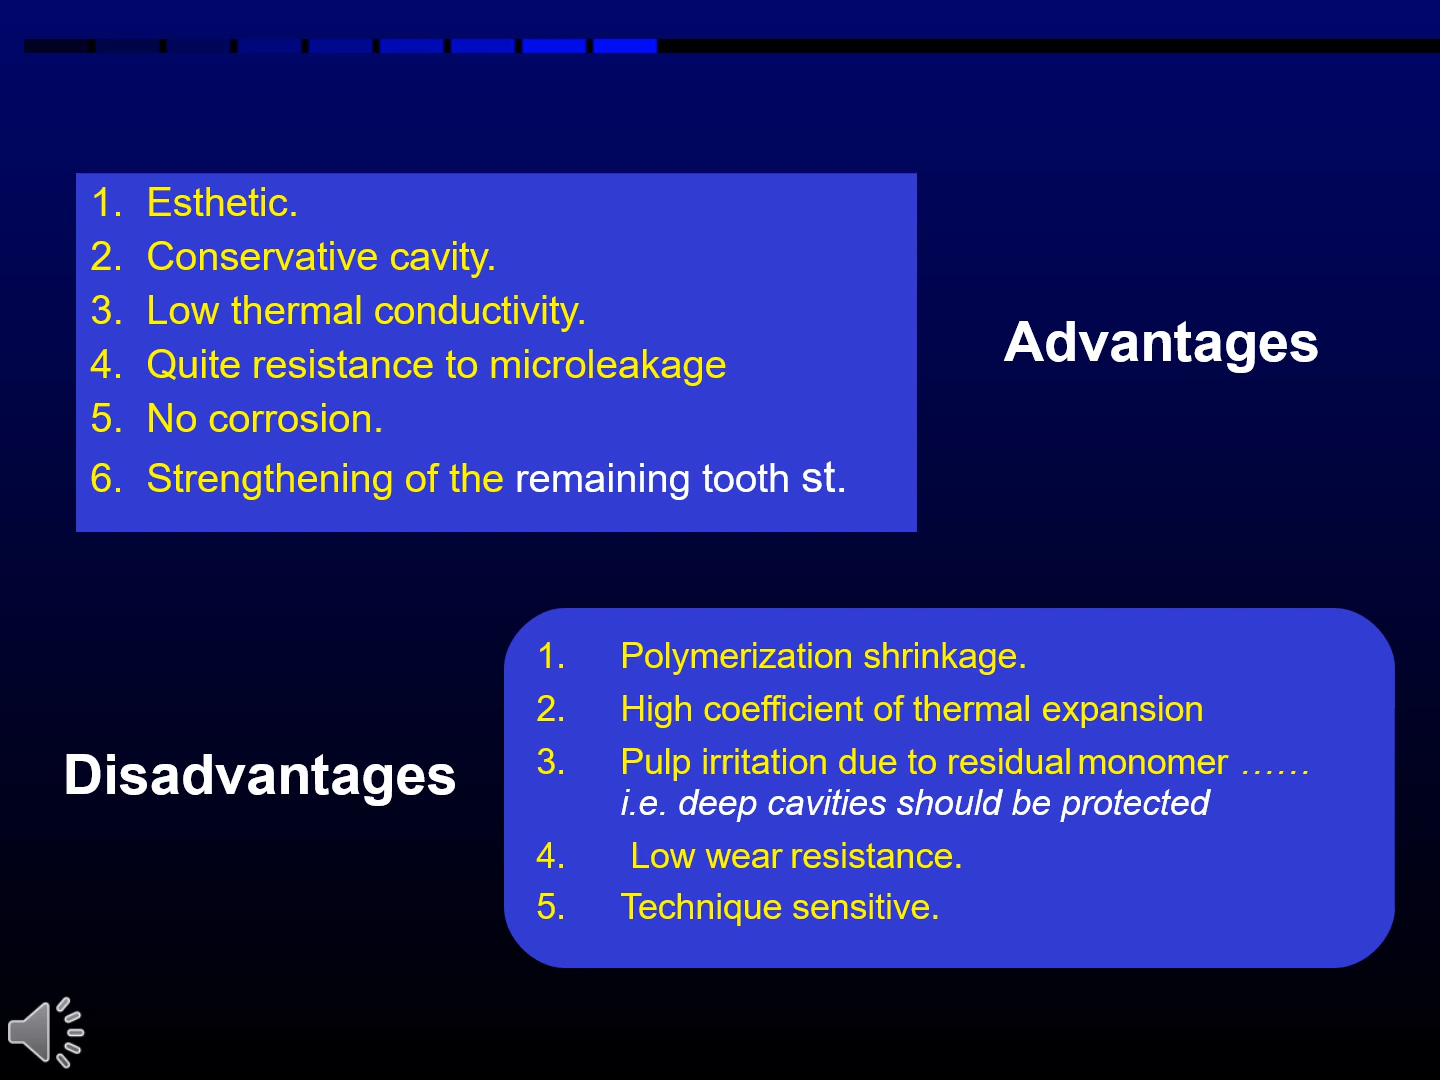 1. Esthetic.
2. Conservative cavity.
3. Low thermal conductivity.
4. Quite resistance to microleakage
5. No corrosion.
6. Strengthening of the remaining tooth st.
Advantages
Disadvantages
1. Polymerization shrinkage.
2. High coefficient of thermal expansion
3. Pulp irritation due to residual monomer ……
i.e. deep cavities should be protected
4. Low wear resistance.
5. Technique sensitive.